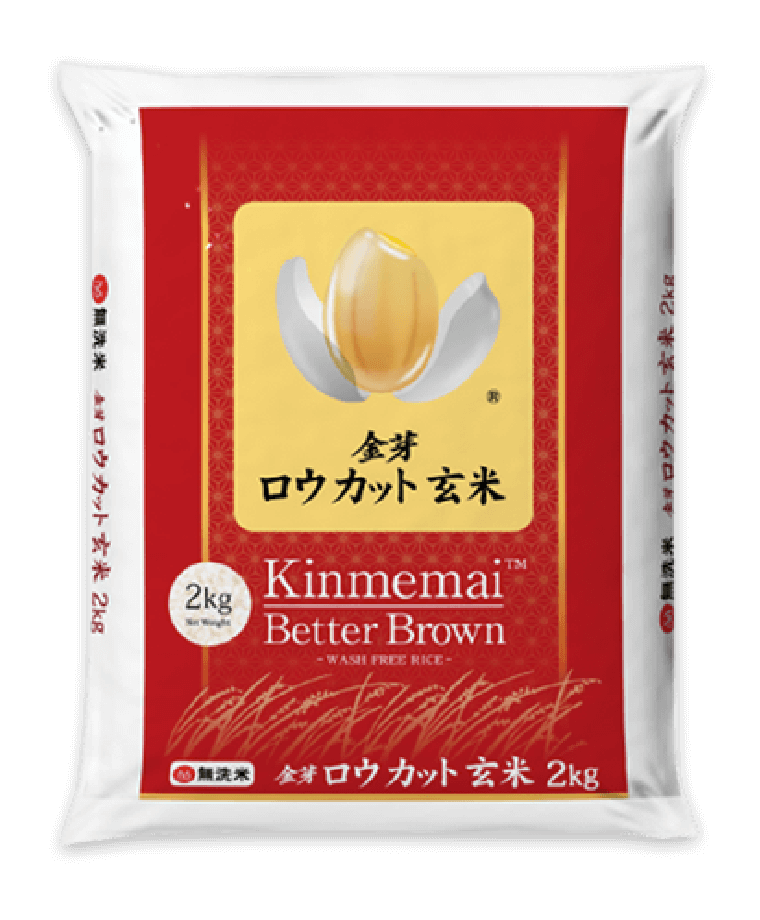 ®
金芽
ロウカット玄米
2kg
Net Weight
Kinmemai™
Better Brown
- WASH FREE RICE -
無洗米
金芽 ロウカット玄米 2kg
無洗米 金芽 ロウカット玄米 2kg
無洗米 金芽 ロウカット玄米 2kg